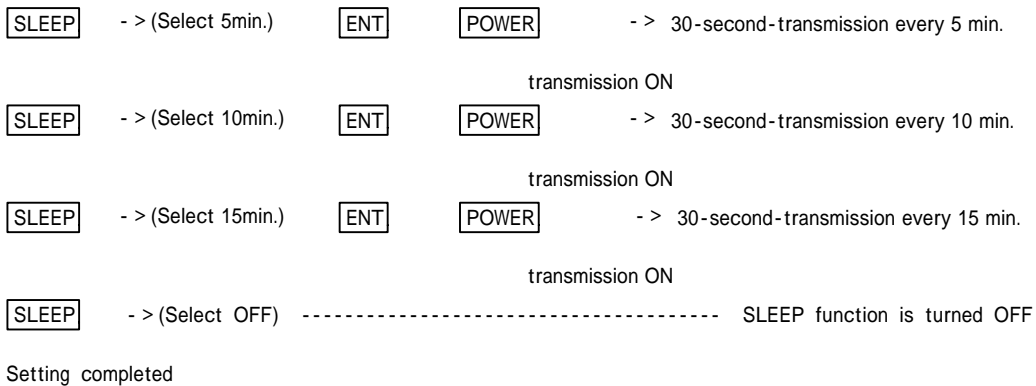 SLEEP - > (Select 5min.) ENT POWER - > 30-second-transmission every 5 min.
transmission ON
SLEEP - > (Select 10min.) ENT POWER - > 30-second-transmission every 10 min.
transmission ON
SLEEP - > (Select 15min.) ENT POWER - > 30-second-transmission every 15 min.
transmission ON
SLEEP - > (Select OFF) --------------------------------------- SLEEP function is turned OFF
Setting completed